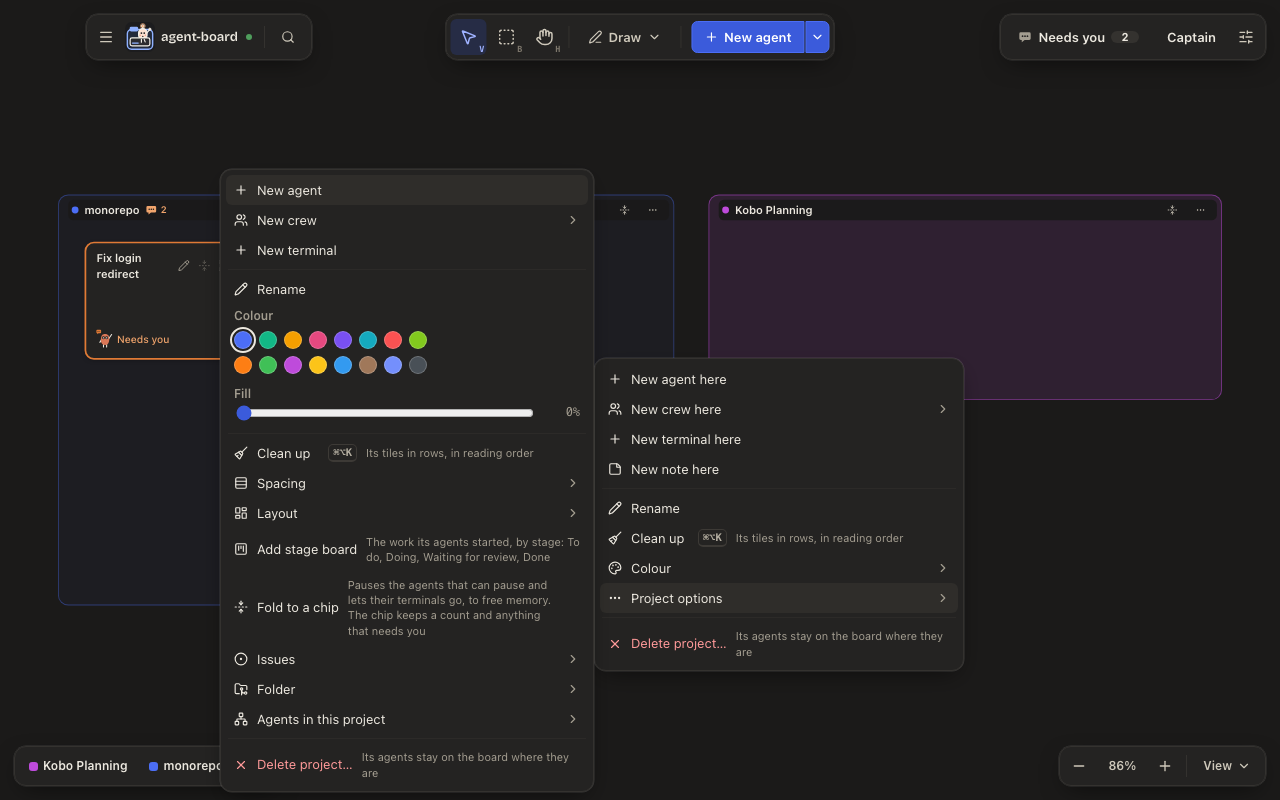 agent-board
V
B
H
Draw
New agent
Needs you 2
Captain
monorepo 2
Fix login
redirect
Needs you
Kobo Planning
New agent
New crew
New terminal
Rename
Colour
Fill
0%
Clean up ⌘⌥K Its tiles in rows, in reading order
Spacing
Layout
Add stage board The work its agents started, by stage: To
do, Doing, Waiting for review, Done
Fold to a chip Pauses the agents that can pause and
lets their terminals go, to free memory.
The chip keeps a count and anything
that needs you
Issues
Folder
Agents in this project
Delete project... Its agents stay on the board where they
are
New agent here
New crew here
New terminal here
New note here
Rename
Clean up ⌘⌥K Its tiles in rows, in reading order
Colour
Project options
Delete project... Its agents stay on the board where they
are
Kobo Planning
monorepo
86%
View